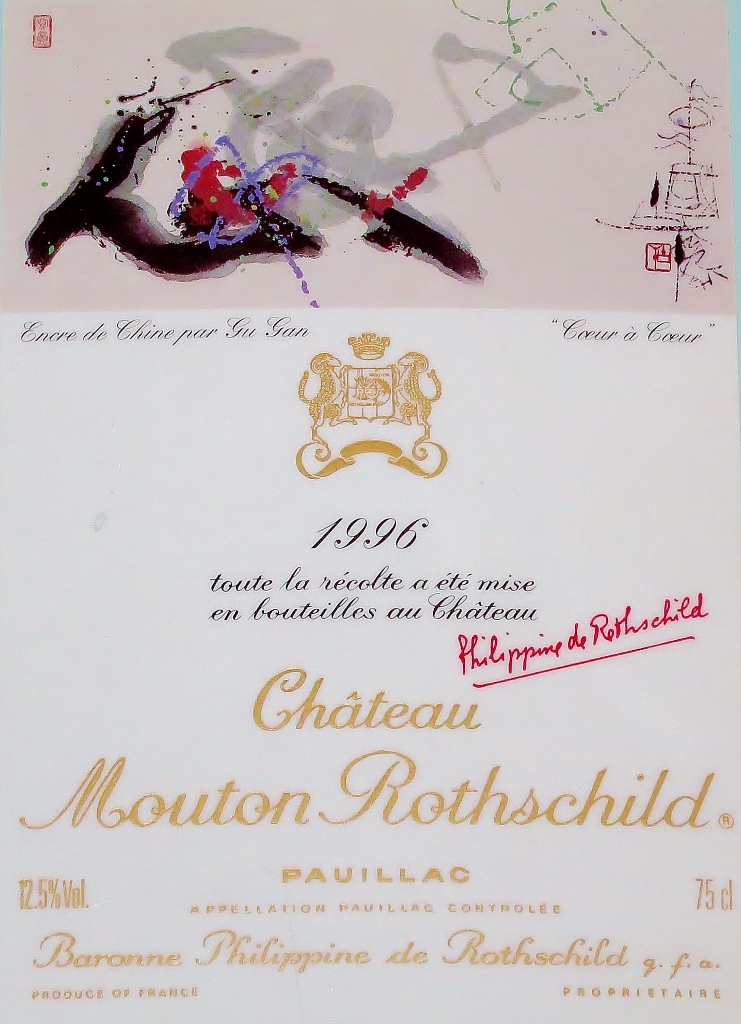 Encre de Chine par Gu Gan
"Cœur à Cœur"
1996
toute la récolte a été mise
en bouteilles au Château
Philippine de Rothschild
Château
Mouton Rothschild ®
PAUILLAC
12.5% Vol.
75 cl
APPELLATION PAUILLAC CONTROLÉE
Baronne Philippine de Rothschild g.f.a.
PRODUCE OF FRANCE
PROPRIETAIRE